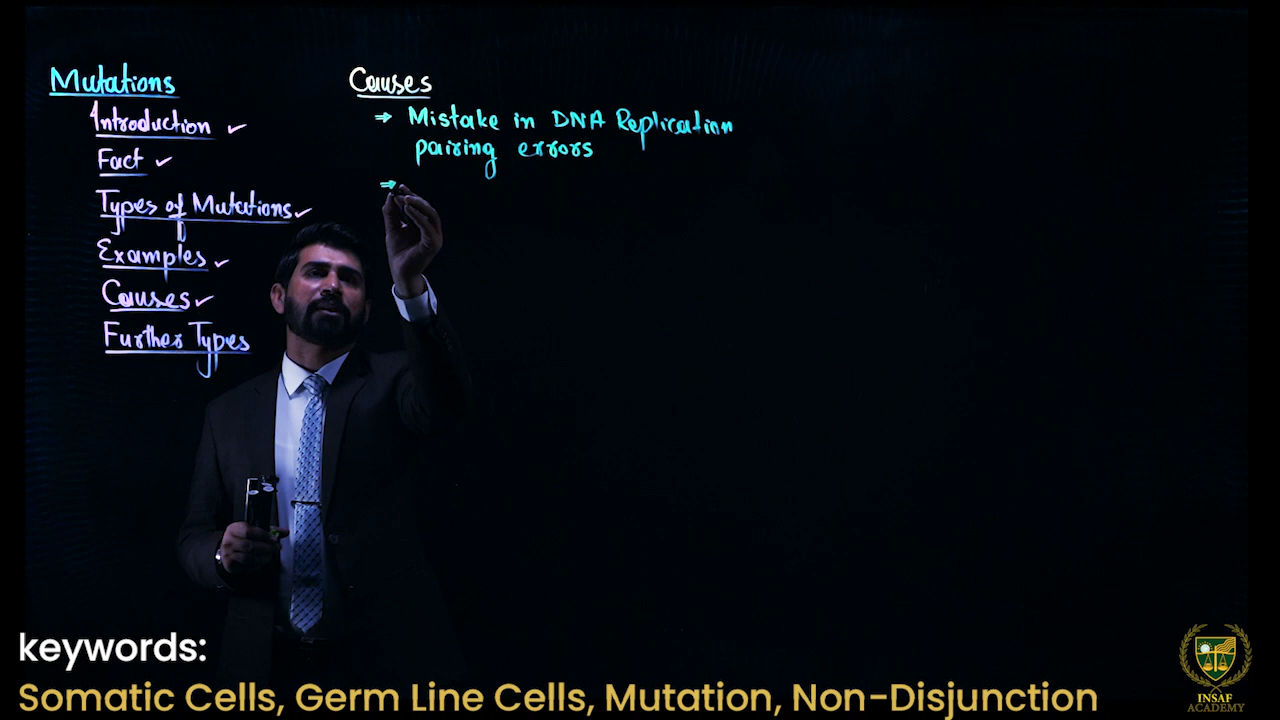 Mutations
Introduction ✓
Fact ✓
Types of Mutations ✓
Examples ✓
Causes ✓
Further Types
Causes
⇒ Mistake in DNA Replication
pairing errors
⇒
keywords:
Somatic Cells, Germ Line Cells, Mutation, Non-Disjunction
INSAF
ACADEMY